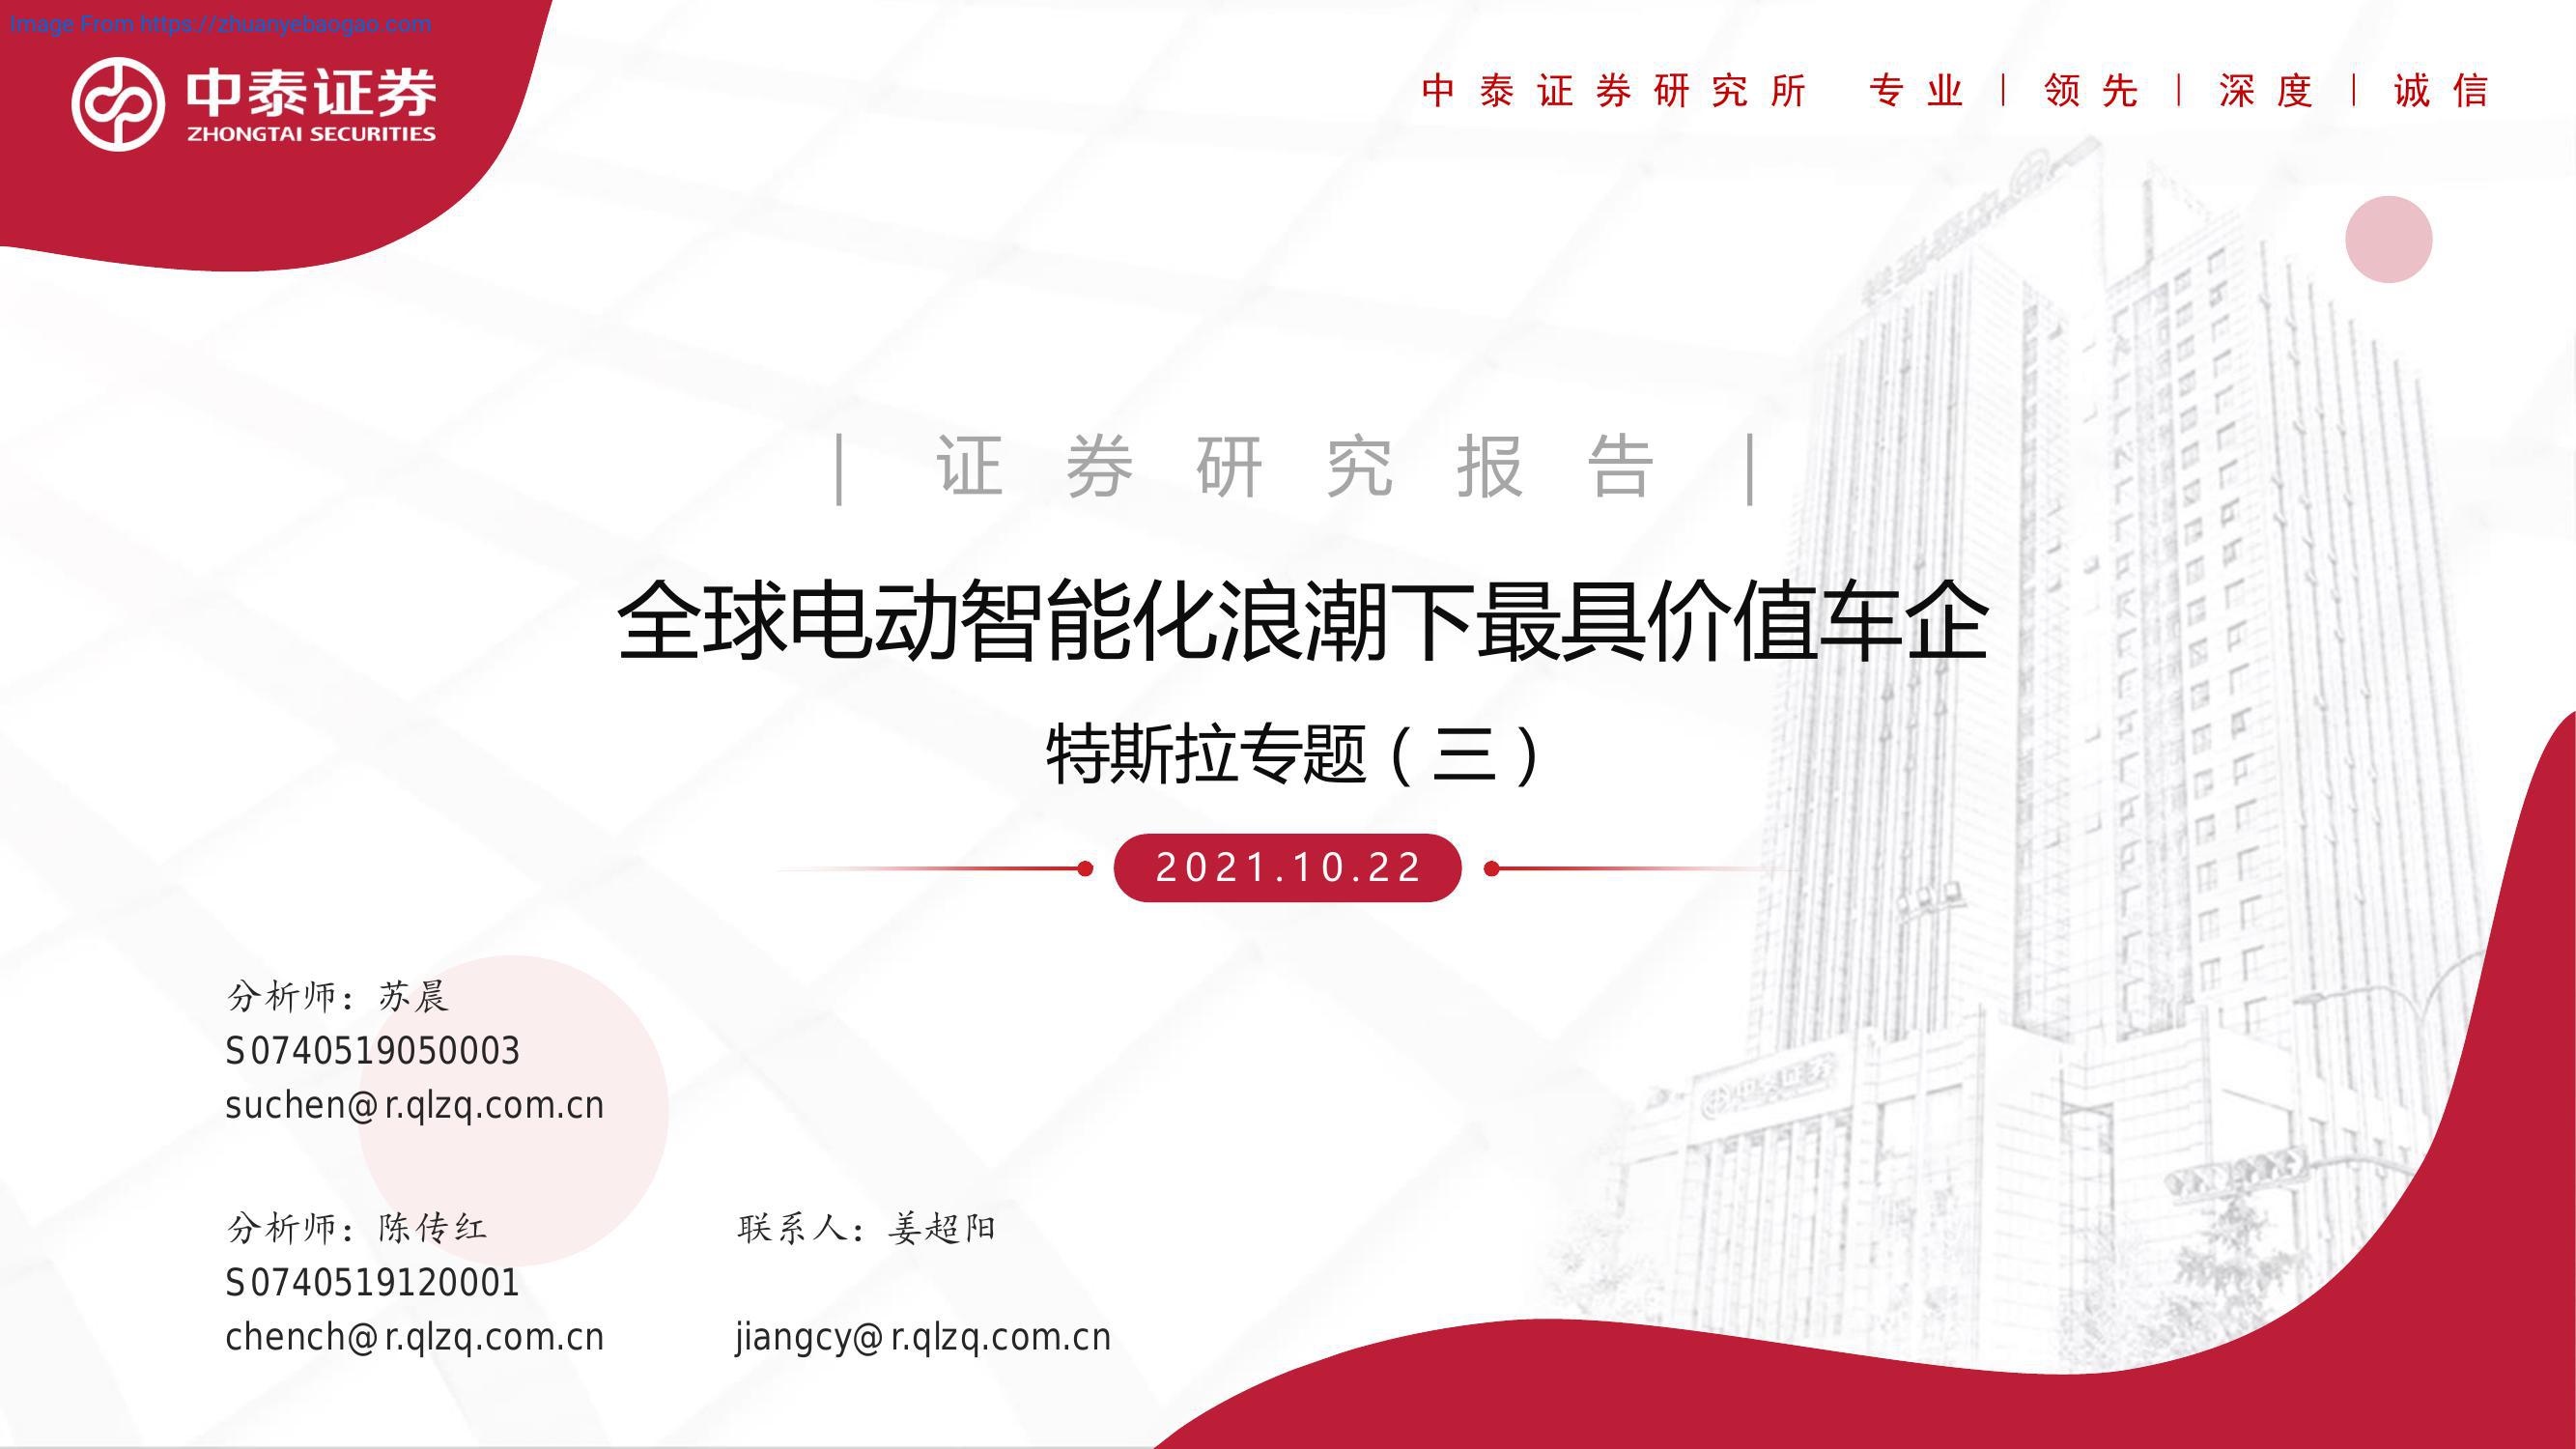 Image From https://zhuanyebaogao.com
中泰证券
ZHONGTAI SECURITIES
中泰证券研究所 专业｜领先｜深度｜诚信
｜证券研究报告｜
全球电动智能化浪潮下最具价值车企
特斯拉专题（三）
2021.10.22
分析师：苏晨
S0740519050003
suchen@r.qlzq.com.cn
分析师：陈传红
S0740519120001
chench@r.qlzq.com.cn
联系人：姜超阳
jiangcy@r.qlzq.com.cn
中泰证券